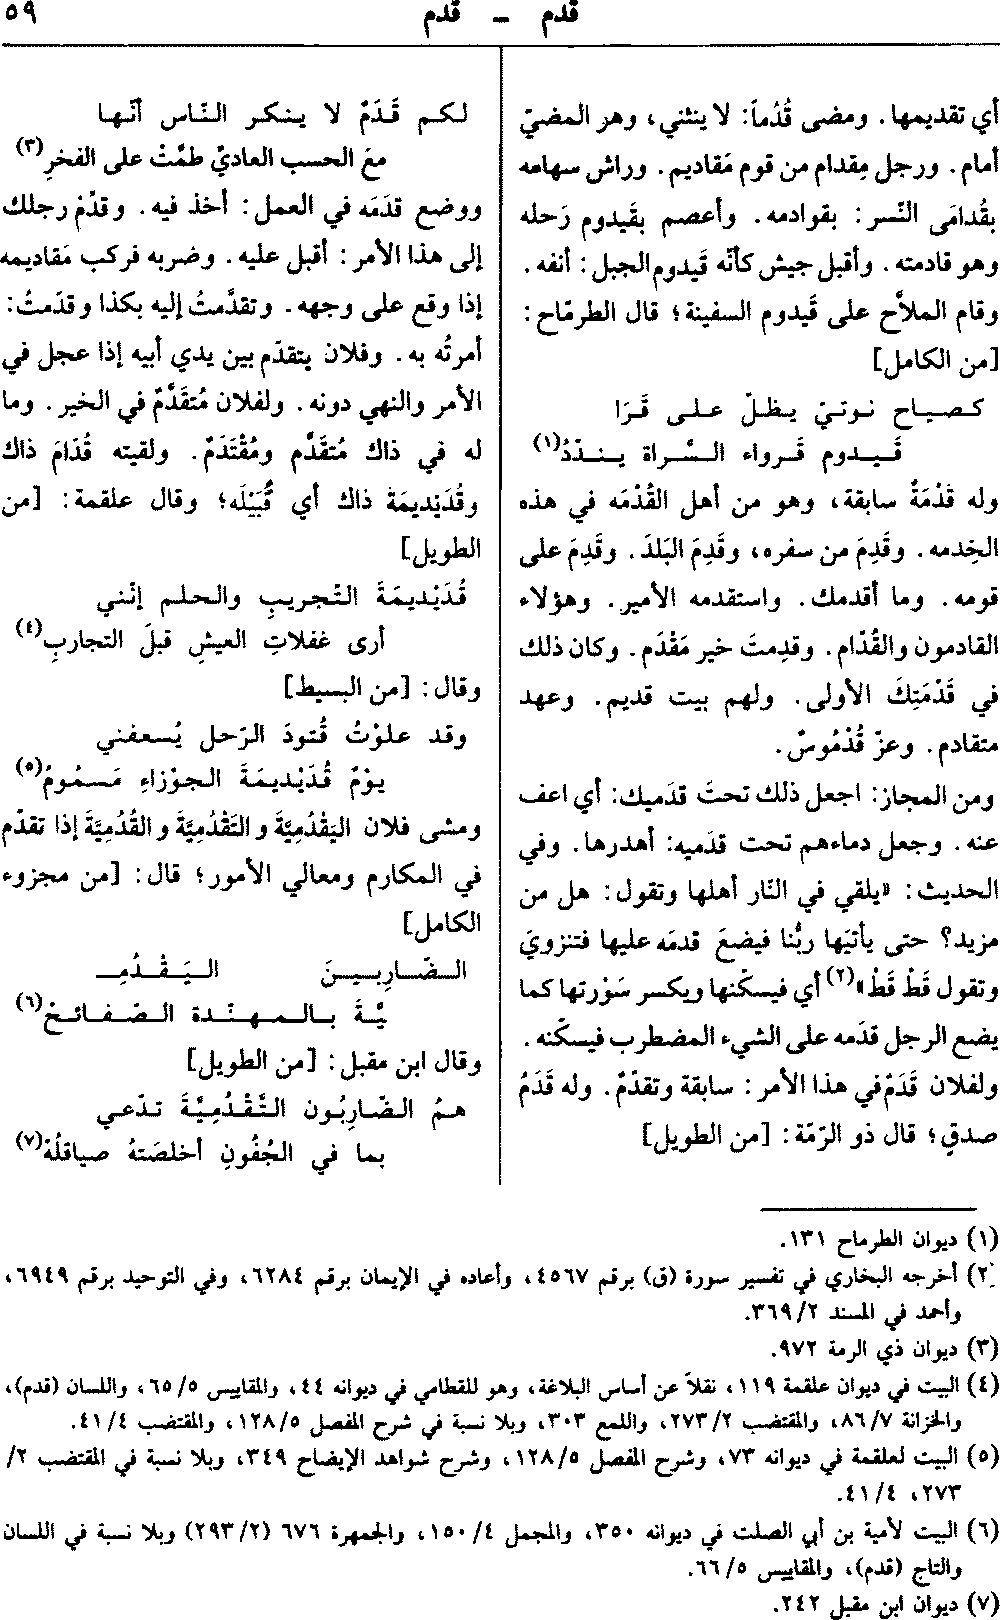 قدم – قدم
٥٩
أي تقديمها. ومضى قُدُماً: لا ينثني، وهر المضيّ
أمام. ورجل مِقدام من قوم مَقاديم. وراش سهامه
بقُدامَى النّسر: بقوادمه. وأعصم بقَيدوم رَحله
وهو قادمته. وأقبل جيش كأنّه قَيدوم الجبل: أنفه.
وقام الملاَّح على قَيدوم السفينة؛ قال الطرمّاح:
[من الكامل]
كصياح نوتيّ يظلّ على قَرَا
قَيدوم قَرواء السَّراة يندّدُ(١)
وله قَدْمَةٌ سابقة، وهو من أهل القُدْمَه في هذه
الخِدمه. وقَدِمَ من سفره، وقَدِمَ البَلدَ. وقَدِمَ على
قومه. وما أقدمك. واستقدمه الأمير. وهؤلاء
القادمون والقُدّام. وقدِمتَ خير مَقْدَم. وكان ذلك
في قَدْمَتِكَ الأولى. ولهم بيت قديم. وعهد
متقادم. وعزّ قُدْمُوسٌ.
ومن المجاز: اجعل ذلك تحتَ قدَميك: أي اعف
عنه. وجعل دماءهم تحت قدَميه: أهدرها. وفي
الحديث: «يلقي في النّار أهلها وتقول: هل من
مزيد؟ حتى يأتيَها ربُّنا فيضعَ قدمَه عليها فتنزويَ
وتقول قَطْ قَطْ»(٢) أي فيسكّنها ويكسر سَوْرتها كما
يضع الرجل قدَمه على الشيء المضطرب فيسكنه.
ولفلان قَدَمٌ في هذا الأمر: سابقة وتقدّمٌ. وله قَدَمُ
صدقٍ؛ قال ذو الرّمّة: [من الطويل]
لكم قَدَمٌ لا ينكر النّاس أنّها
معَ الحسب العاديّ طمَّتْ على الفخرِ(٣)
ووضع قدَمَه في العمل: أخذ فيه. وقدِّمْ رجلك
إلى هذا الأمر: أقبل عليه. وضربه فركب مَقاديمه
إذا وقع على وجهه. وتقدَّمتُ إليه بكذا وقدّمتُ:
أمرتُه به. وفلان يتقدّم بين يدي أبيه إذا عجل في
الأمر والنهي دونه. ولفلان مُتقَدَّمٌ في الخير. وما
له في ذاك مُتقَدَّم ومُقْتَدَمٌ. ولقيته قُدّامَ ذاك
وقُدَيْديمَةَ ذاك أي قُبَيْلَه؛ وقال علقمة: [من
الطويل]
قُدَيْديمَةَ التّجريبِ والحلم إنّني
أرى غفلاتِ العيشِ قبلَ التجاربِ(٤)
وقال: [من البسيط]
وقد علوْتُ قُتودَ الرّحل يُسعفني
يوْمٌ قُدَيْديمَةَ الجوْزاءِ مَسمُومُ(٥)
ومشى فلان اليَقْدُمِيَّةَ والتَقْدُمِيَّةَ والقُدُمِيَّةَ إذا تقدّم
في المكارم ومعالي الأمور؛ قال: [من مجزوء
الكامل]
الضّارِبينَ اليَقْدُمِـ
يَّةَ بالمهنّدة الصّفائحْ(٦)
وقال ابن مقبل: [من الطويل]
همُ الضّارِبُون التَّقْدُمِيَّةَ تدّعي
بما في الجُفُونِ أخلصَتهُ صياقلُهْ(٧)
(١) ديوان الطرماح ١٣١.
(٢) أخرجه البخاري في تفسير سورة (ق) برقم ٤٥٦٧، وأعاده في الإيمان برقم ٦٢٨٤، وفي التوحيد برقم ٦٩٤٩،
وأحمد في المسند ٣٦٩/٢.
(٣) ديوان ذي الرمة ٩٧٢.
(٤) البيت في ديوان علقمة ١١٩، نقلاً عن أساس البلاغة، وهو للقطامي في ديوانه ٤٤، والمقاييس ٦٥/٥، واللسان (قدم)،
والخزانة ٨٦/٧، والمقتضب ٢٧٣/٢، واللمع ٣٠٣، وبلا نسبة في شرح المفصل ١٢٨/٥، والمقتضب ٤١/٤.
(٥) البيت لعلقمة في ديوانه ٧٣، وشرح المفصل ١٢٨/٥، وشرح شواهد الإيضاح ٣٤٩، وبلا نسبة في المقتضب ٢/
٢٧٣، ٤١/٤.
(٦) البيت لأمية بن أبي الصلت في ديوانه ٣٥٠، والمجمل ١٥٠/٤، والجمهرة ٦٧٦ (٢٩٣/٢) وبلا نسبة في اللسان
والتاج (قدم)، والمقاييس ٦٦/٥.
(٧) ديوان ابن مقبل ٢٤٢.